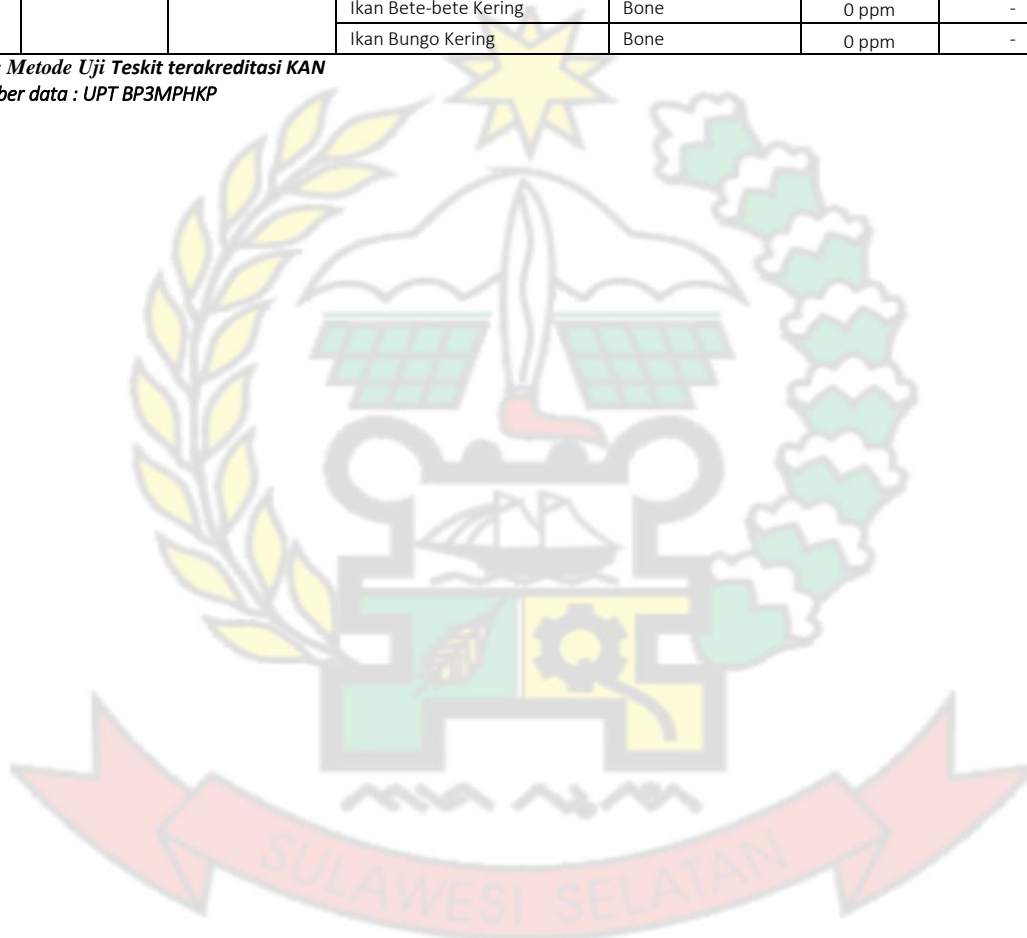 Ikan Bete-bete Kering Bone 0 ppm -
Ikan Bungo Kering Bone 0 ppm -
: Metode Uji Teskit terakreditasi KAN
ber data : UPT BP3MPHKP
SULAWESI SELATAN